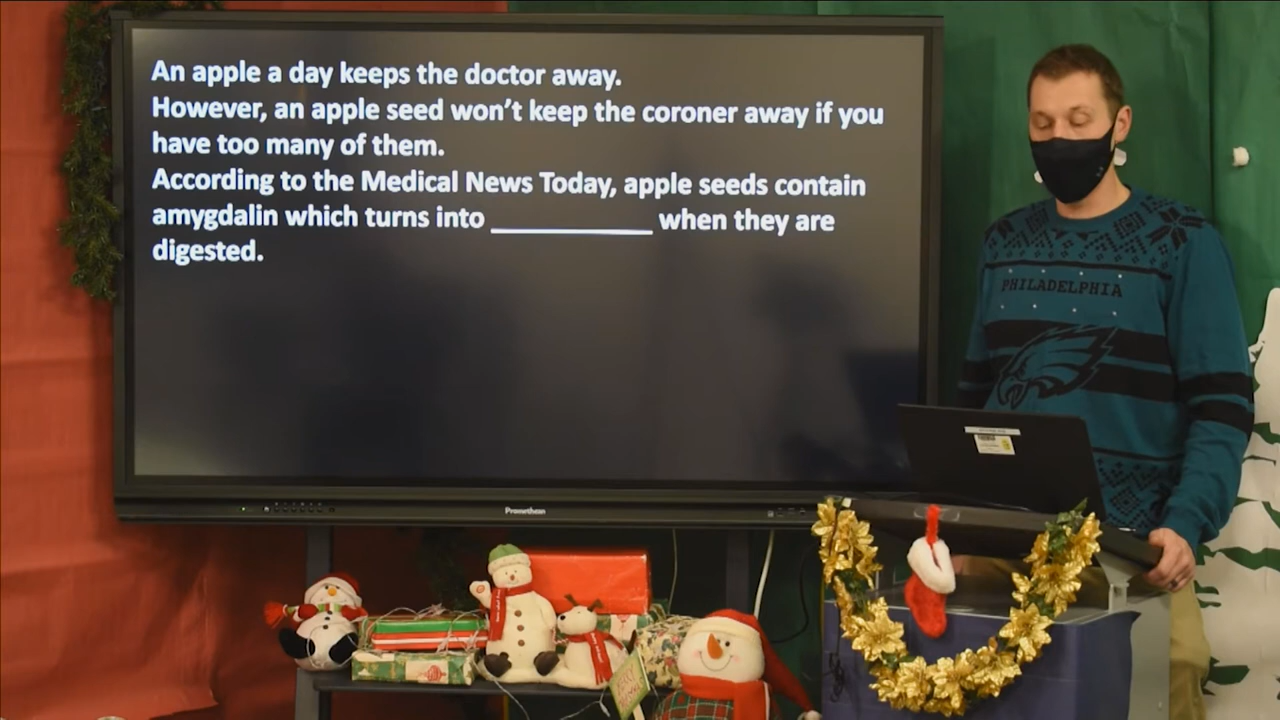 An apple a day keeps the doctor away.
However, an apple seed won't keep the coroner away if you
have too many of them.
According to the Medical News Today, apple seeds contain
amygdalin which turns into ____________ when they are
digested.
PHILADELPHIA
Promethean